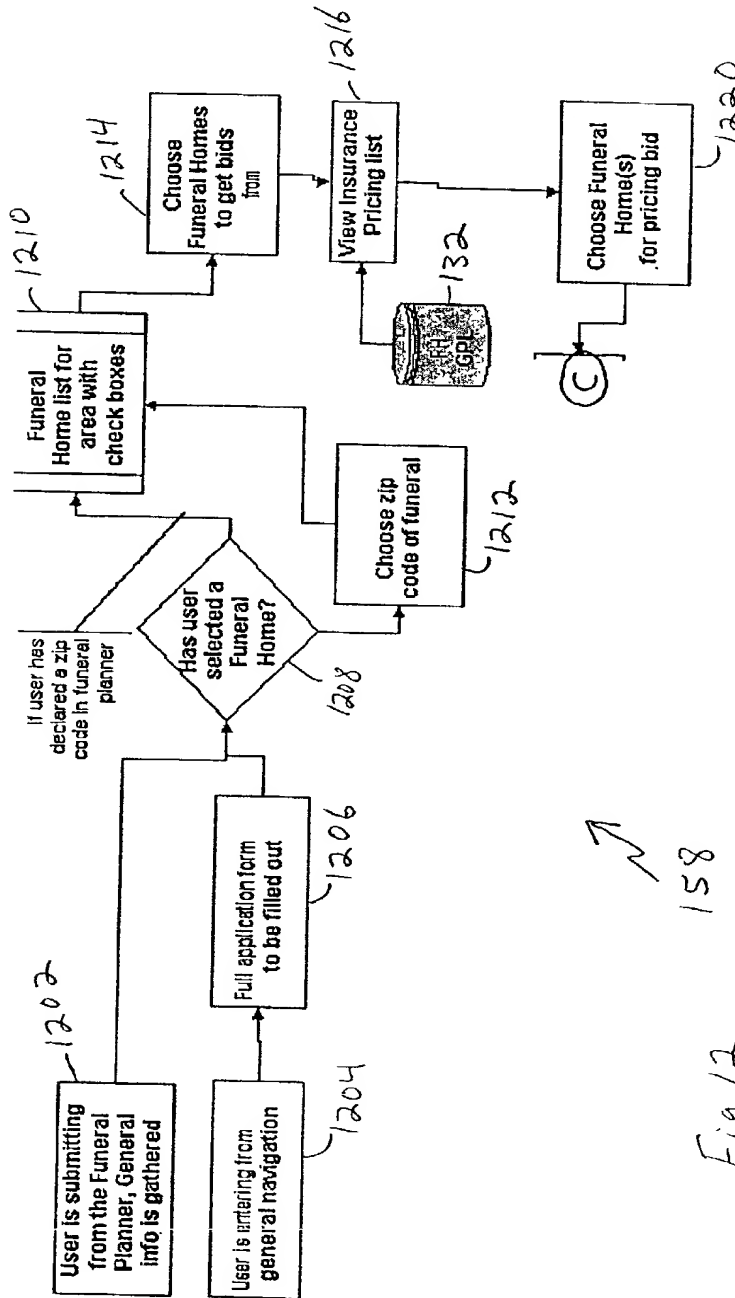 1202
User is submitting
from the Funeral
Planner, General
info, is gathered
User is entering from
general navigation
1204
Full application form
to be filled out
1206
If user has
declared a zip
code in funeral
planner
Has user
selected a
Funeral
Home?
1208
1210
Funeral
Home list for
area with
check boxes
Choose zip
code of funeral
1212
1214
Choose
Funeral Homes
to get bids
from
1216
View Insurance
Pricing list
132
GPL
Choose Funeral
Home(s)
for pricing bid
1220
C
158
Fig 12